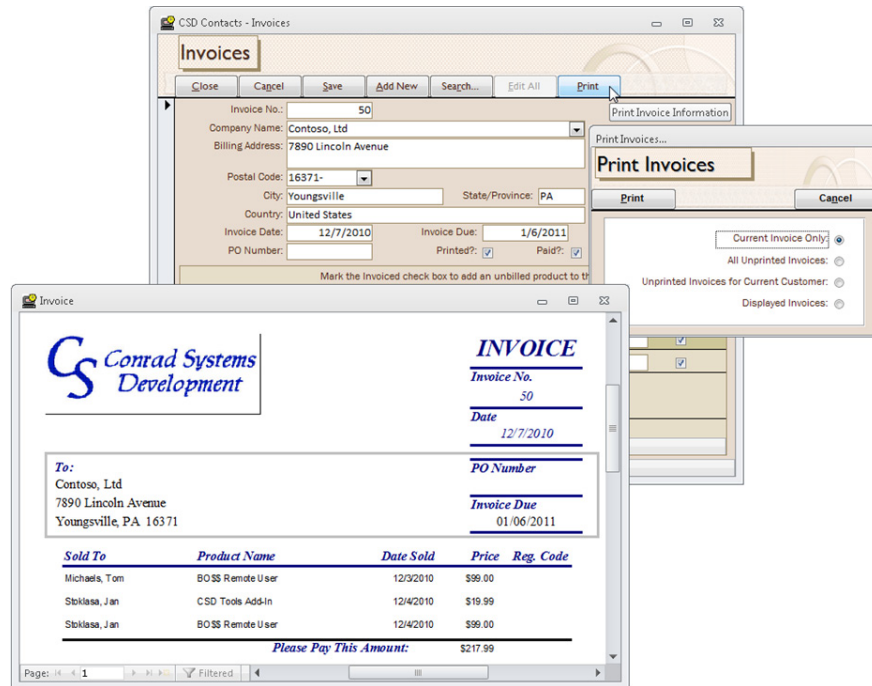 CSD Contacts - Invoices
Invoices
Close Cancel Save Add New Search... Edit All Print
Print Invoice Information
Invoice No.: 50
Company Name: Contoso, Ltd
Billing Address: 7890 Lincoln Avenue
Postal Code: 16371-
City: Youngsville State/Province: PA
Country: United States
Invoice Date: 12/7/2010 Invoice Due: 1/6/2011
PO Number: Printed?: Paid?:
Mark the Invoiced check box to add an unbilled product to th
Print Invoices...
Print Invoices
Print Cancel
Current Invoice Only:
All Unprinted Invoices:
Unprinted Invoices for Current Customer:
Displayed Invoices:
Invoice
CS Conrad Systems
Development
INVOICE
Invoice No.
50
Date
12/7/2010
To:
Contoso, Ltd
7890 Lincoln Avenue
Youngsville, PA 16371
PO Number
Invoice Due
01/06/2011
Sold To Product Name Date Sold Price Reg. Code
Michaels, Tom BO$$ Remote User 12/3/2010 $99.00
Stoklasa, Jan CSD Tools Add-In 12/4/2010 $19.99
Stoklasa, Jan BO$$ Remote User 12/4/2010 $99.00
Please Pay This Amount: $217.99
Page: 1 Filtered